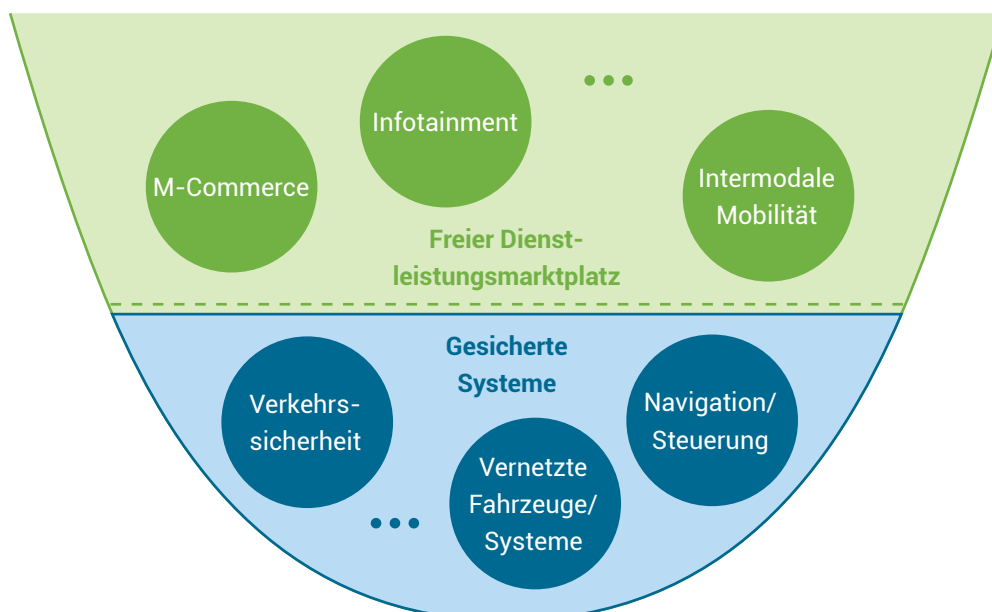 Infotainment
M-Commerce
Intermodale
Mobilität
Freier Dienst-
leistungsmarktplatz
Gesicherte
Systeme
Verkehrs-
sicherheit
Navigation/
Steuerung
Vernetzte
Fahrzeuge/
Systeme